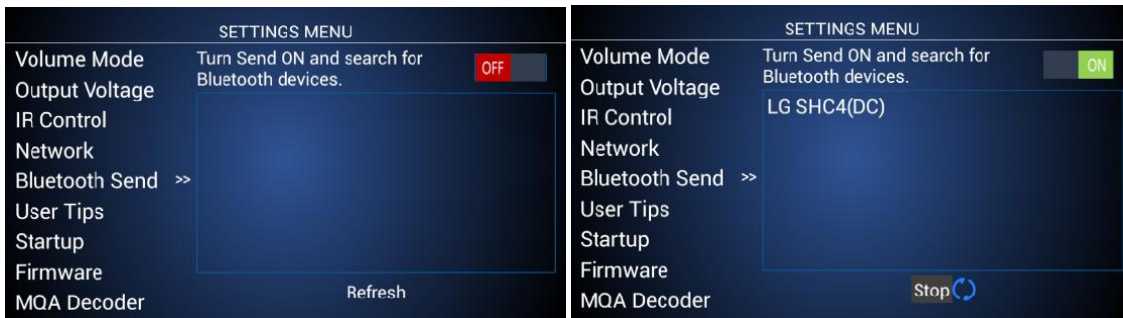 SETTINGS MENU
Volume Mode
Output Voltage
IR Control
Network
Bluetooth Send >>
User Tips
Startup
Firmware
MQA Decoder
Turn Send ON and search for
Bluetooth devices.
OFF
Refresh
SETTINGS MENU
Volume Mode
Output Voltage
IR Control
Network
Bluetooth Send >>
User Tips
Startup
Firmware
MQA Decoder
Turn Send ON and search for
Bluetooth devices.
ON
LG SHC4(DC)
Stop